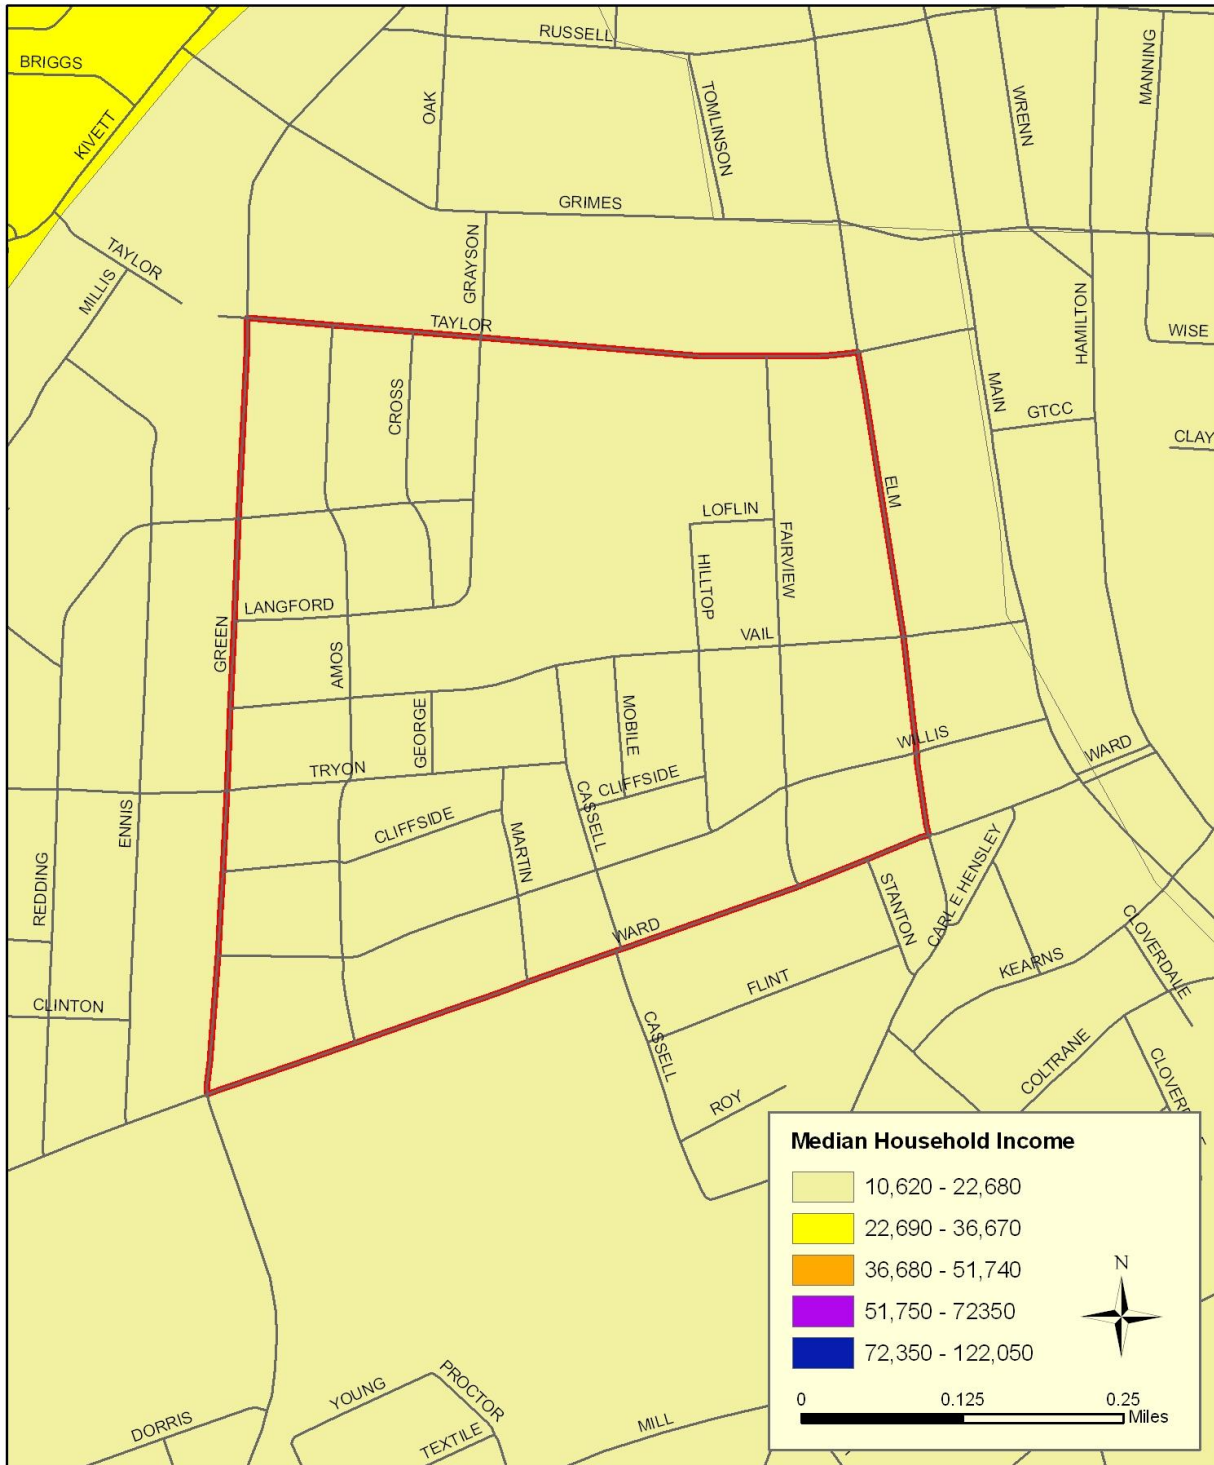 RUSSELL
BRIGGS
KIVETT
OAK
TOMLINSON
WRENN
MANNING
GRIMES
TAYLOR
MILLIS
GRAYSON
HAMILTON
TAYLOR
WISE
CROSS
MAIN
GTCC
CLAY
ELM
LOFLIN
FAIRVIEW
HILLTOP
LANGFORD
GREEN
VAIL
AMOS
GEORGE
MOBILE
WILLIS
WARD
TRYON
CLIFFSIDE
CASSELL
ENNIS
CLIFFSIDE
MARTIN
REDDING
CARL E HENSLEY
STANTON
WARD
CLOVERDALE
KEARNS
FLINT
CLINTON
CASSELL
COLTRANE
ROY
Median Household Income
10,620 - 22,680
22,690 - 36,670
36,680 - 51,740
51,750 - 72350
72,350 - 122,050
N
0 0.125 0.25
Miles
YOUNG
PROCTOR
DORRIS
TEXTILE
MILL